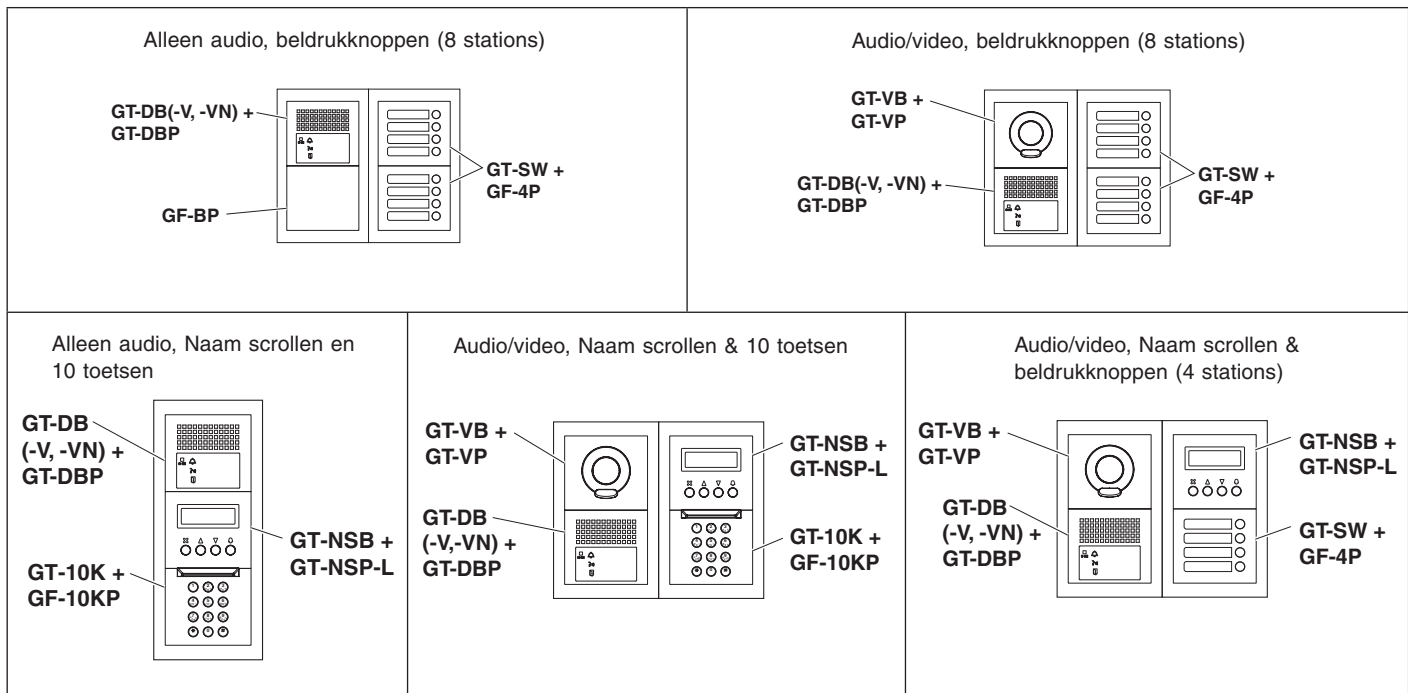 Alleen audio, beldrukknoppen (8 stations)
GT-DB(-V, -VN) +
GT-DBP
GF-BP
GT-SW +
GF-4P
Audio/video, beldrukknoppen (8 stations)
GT-VB +
GT-VP
GT-DB(-V, -VN) +
GT-DBP
GT-SW +
GF-4P
Alleen audio, Naam scrollen en
10 toetsen
GT-DB
(-V, -VN) +
GT-DBP
GT-10K +
GF-10KP
GT-NSB +
GT-NSP-L
Audio/video, Naam scrollen & 10 toetsen
GT-VB +
GT-VP
GT-DB
(-V,-VN) +
GT-DBP
GT-NSB +
GT-NSP-L
GT-10K +
GF-10KP
Audio/video, Naam scrollen &
beldrukknoppen (4 stations)
GT-VB +
GT-VP
GT-DB
(-V, -VN) +
GT-DBP
GT-NSB +
GT-NSP-L
GT-SW +
GF-4P